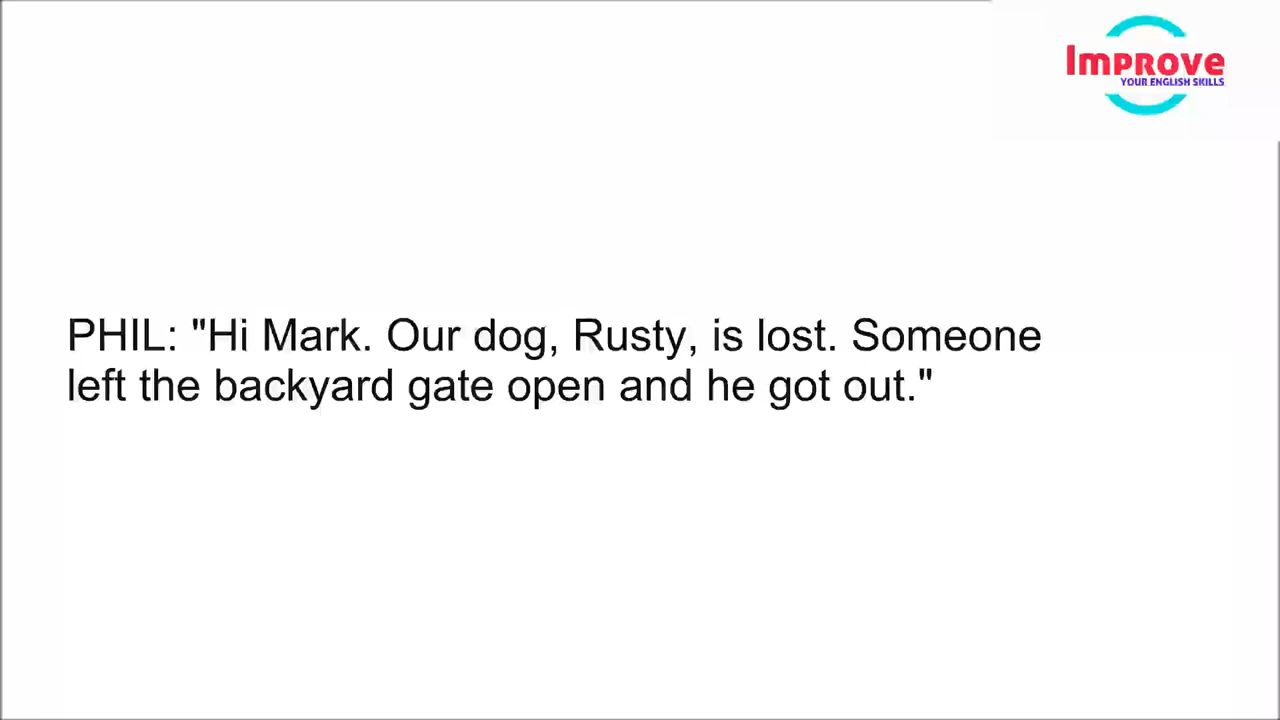 Improve
YOUR ENGLISH SKILLS
PHIL: "Hi Mark. Our dog, Rusty, is lost. Someone
left the backyard gate open and he got out."